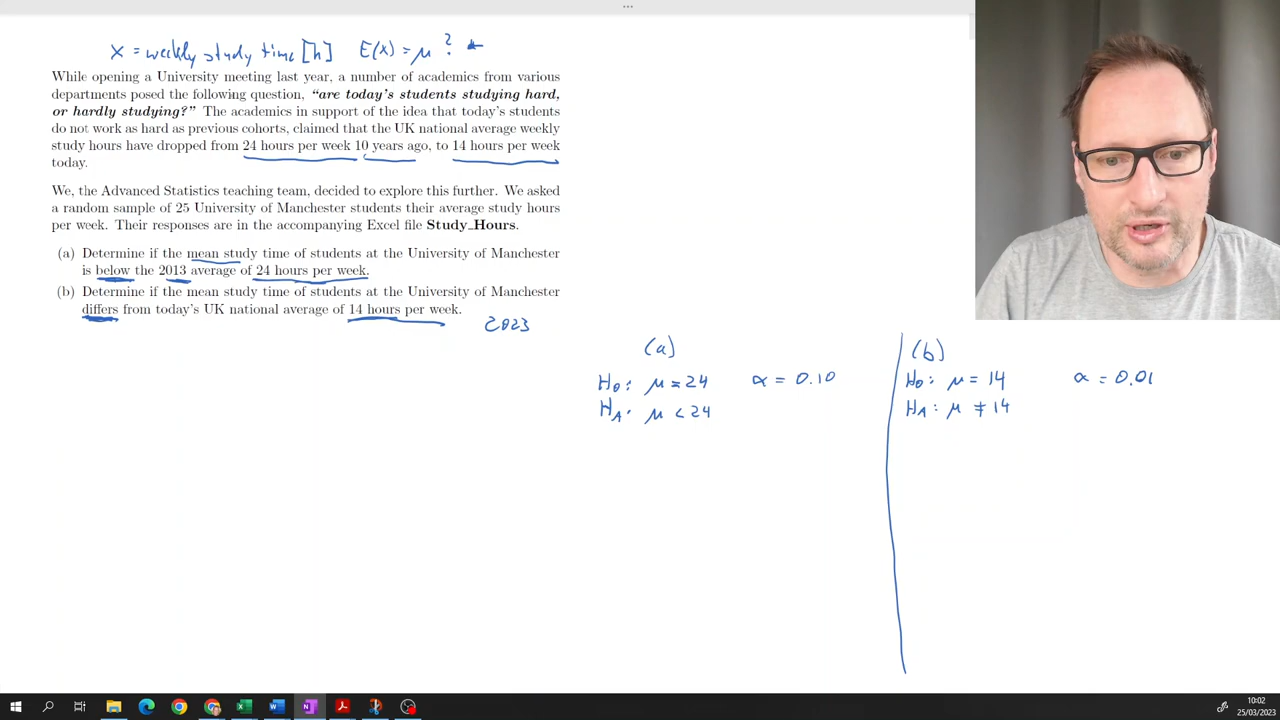 X = weekly study time [h] E(x) = μ ?
While opening a University meeting last year, a number of academics from various
departments posed the following question, “are today’s students studying hard,
or hardly studying?” The academics in support of the idea that today’s students
do not work as hard as previous cohorts, claimed that the UK national average weekly
study hours have dropped from 24 hours per week 10 years ago, to 14 hours per week
today.
We, the Advanced Statistics teaching team, decided to explore this further. We asked
a random sample of 25 University of Manchester students their average study hours
per week. Their responses are in the accompanying Excel file Study_Hours.
(a) Determine if the mean study time of students at the University of Manchester
is below the 2013 average of 24 hours per week.
(b) Determine if the mean study time of students at the University of Manchester
differs from today’s UK national average of 14 hours per week.
2023
(a)
H₀: μ = 24 α = 0.10
H_A: μ < 24
(b)
H₀: μ = 14 α = 0.01
H_A: μ ≠ 14
10:02
25/03/2023